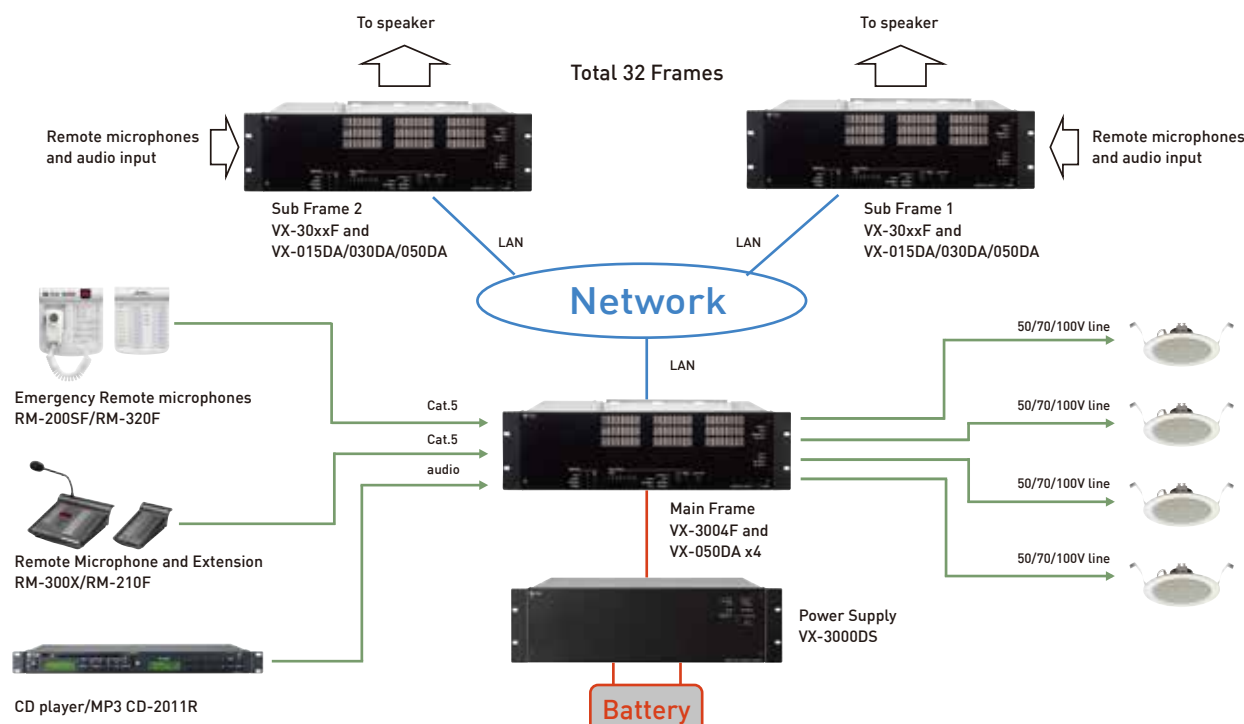 To speaker
To speaker
Total 32 Frames
Remote microphones
and audio input
Remote microphones
and audio input
Sub Frame 2
VX-30xxF and
VX-015DA/030DA/050DA
Sub Frame 1
VX-30xxF and
VX-015DA/030DA/050DA
LAN
LAN
Network
LAN
Emergency Remote microphones
RM-200SF/RM-320F
Cat.5
Cat.5
audio
50/70/100V line
50/70/100V line
50/70/100V line
50/70/100V line
Remote Microphone and Extension
RM-300X/RM-210F
Main Frame
VX-3004F and
VX-050DA x4
Power Supply
VX-3000DS
CD player/MP3 CD-2011R
Battery